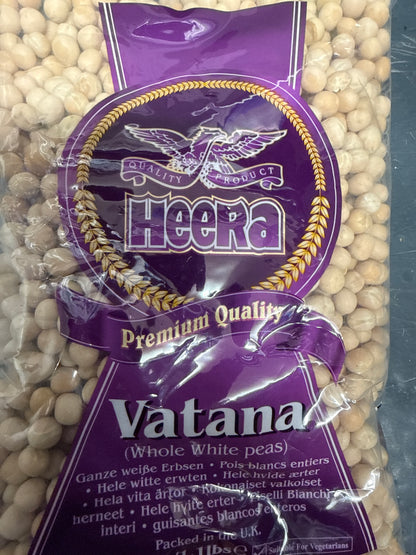 QUALITY PRODUCT
HEERa
Premium Quality
Vatana
(Whole White peas)
Ganze weiße Erbsen • Pois blancs entiers
• Hele witte erwten • Hele hvide ærter
• Hela vita ärtor • Kokonaiset valkoiset
herneet • Hele hvite erter • Piselli Bianchi
interi • guisantes blancos enteros
Packed in the U.K.
Suitable For Vegetarians